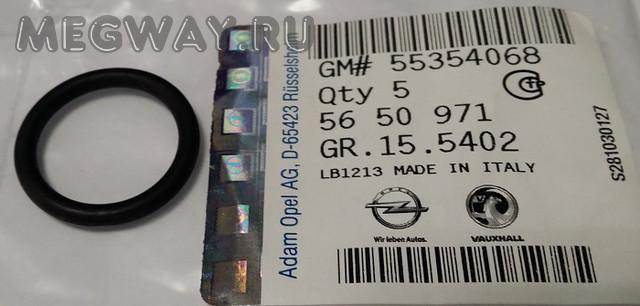 MEGWAY.RU
Adam Opel AG, D-65423 Rüsselsheim
GM# 55354068
Qty 5
56 50 971
GR.15.5402
LB1213 MADE IN ITALY
OPEL
Wir leben Autos.
VAUXHALL
S281030127